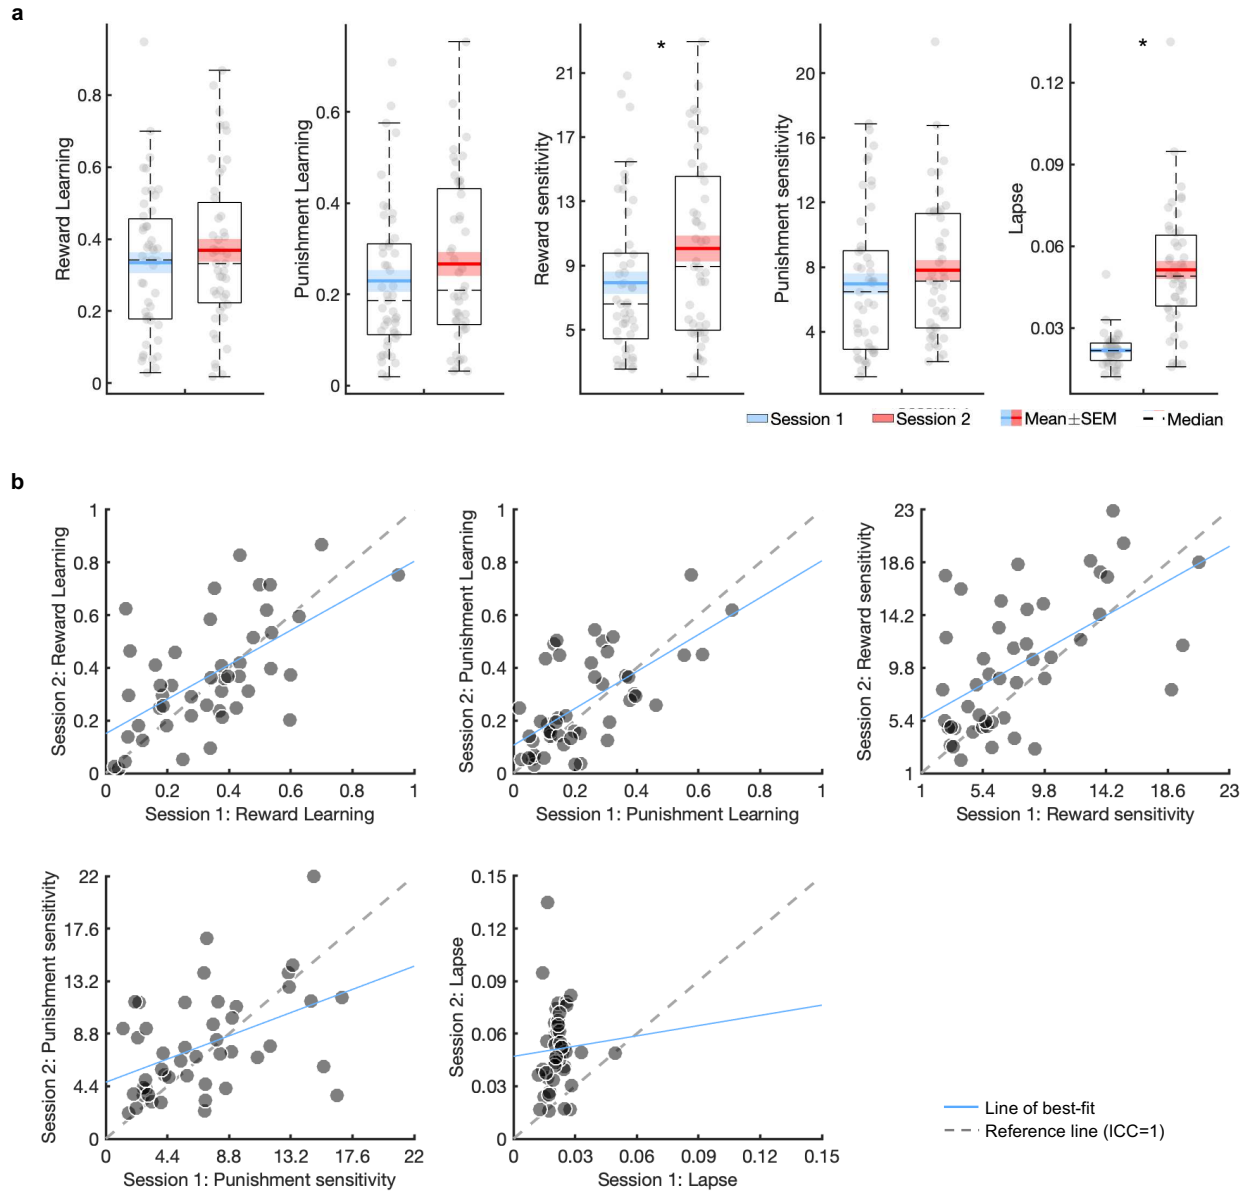 a
Reward Learning
0.8
0.6
0.4
0.2
0
Punishment Learning
0.6
0.4
0.2
0
Reward sensitivity
21
17
13
9
5
*
Punishment sensitivity
20
16
12
8
4
Lapse
0.12
0.09
0.06
0.03
*
Session 1 Session 2 Mean±SEM Median
b
Session 2: Reward Learning
1
0.8
0.6
0.4
0.2
0
0 0.2 0.4 0.6 0.8 1
Session 1: Reward Learning
Session 2: Punishment Learning
1
0.8
0.6
0.4
0.2
0
0 0.2 0.4 0.6 0.8 1
Session 1: Punishment Learning
Session 2: Reward sensitivity
23
18.6
14.2
9.8
5.4
1
1 5.4 9.8 14.2 18.6 23
Session 1: Reward sensitivity
Session 2: Punishment sensitivity
22
17.6
13.2
8.8
4.4
0
0 4.4 8.8 13.2 17.6 22
Session 1: Punishment sensitivity
Session 2: Lapse
0.15
0.12
0.09
0.06
0.03
0
0 0.03 0.06 0.09 0.12 0.15
Session 1: Lapse
Line of best-fit
Reference line (ICC=1)